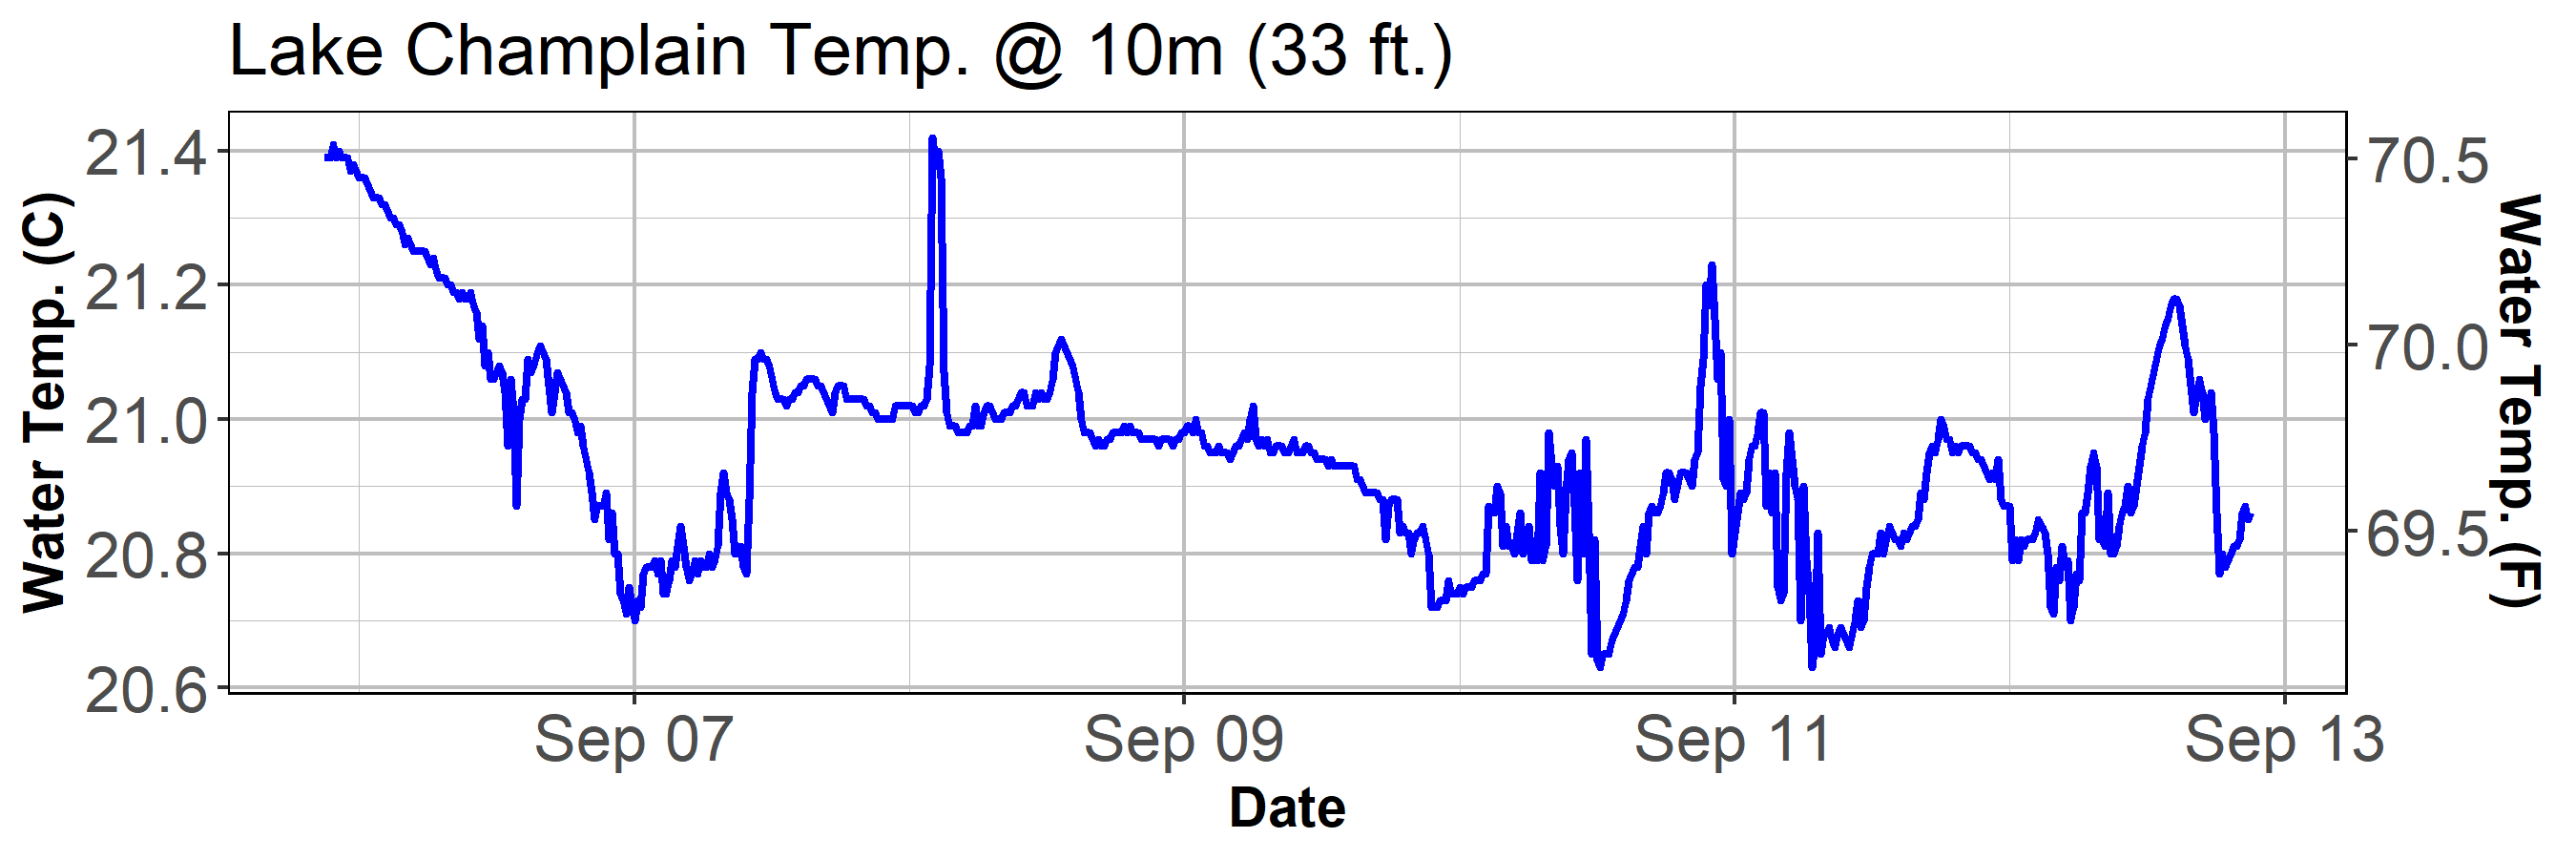 Lake Champlain Temp. @ 10m (33 ft.)
Water Temp. (C)
21.4
21.2
21.0
20.8
20.6
70.5
70.0
69.5
Water Temp. (F)
Sep 07
Sep 09
Sep 11
Sep 13
Date